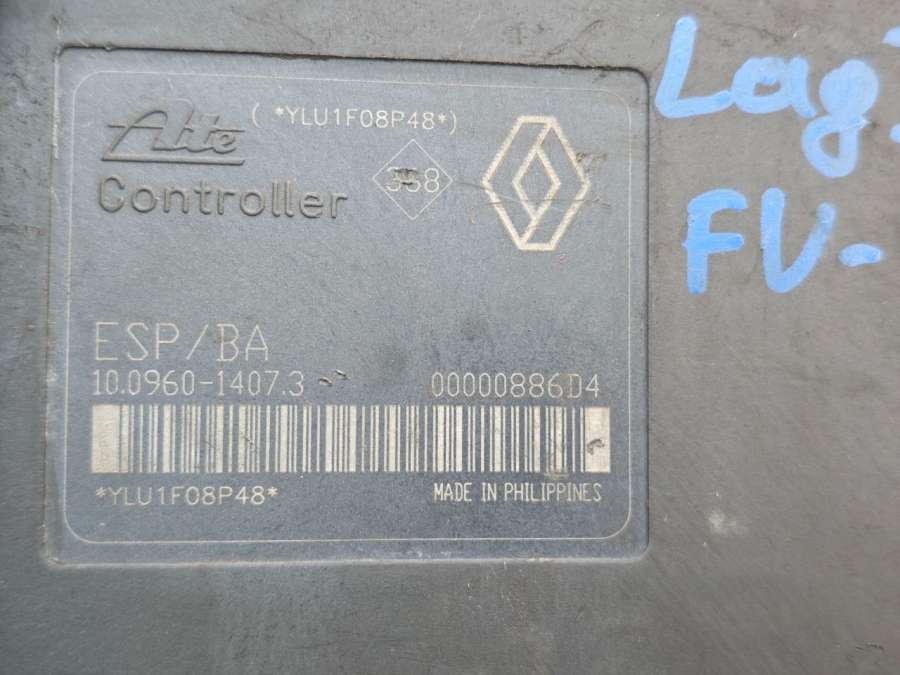 (*YLU1F08P48*)
Ate
Controller
358
ESP/BA
10.0960-1407.3 00000886D4
*YLU1F08P48*
MADE IN PHILIPPINES
Lag
FV-